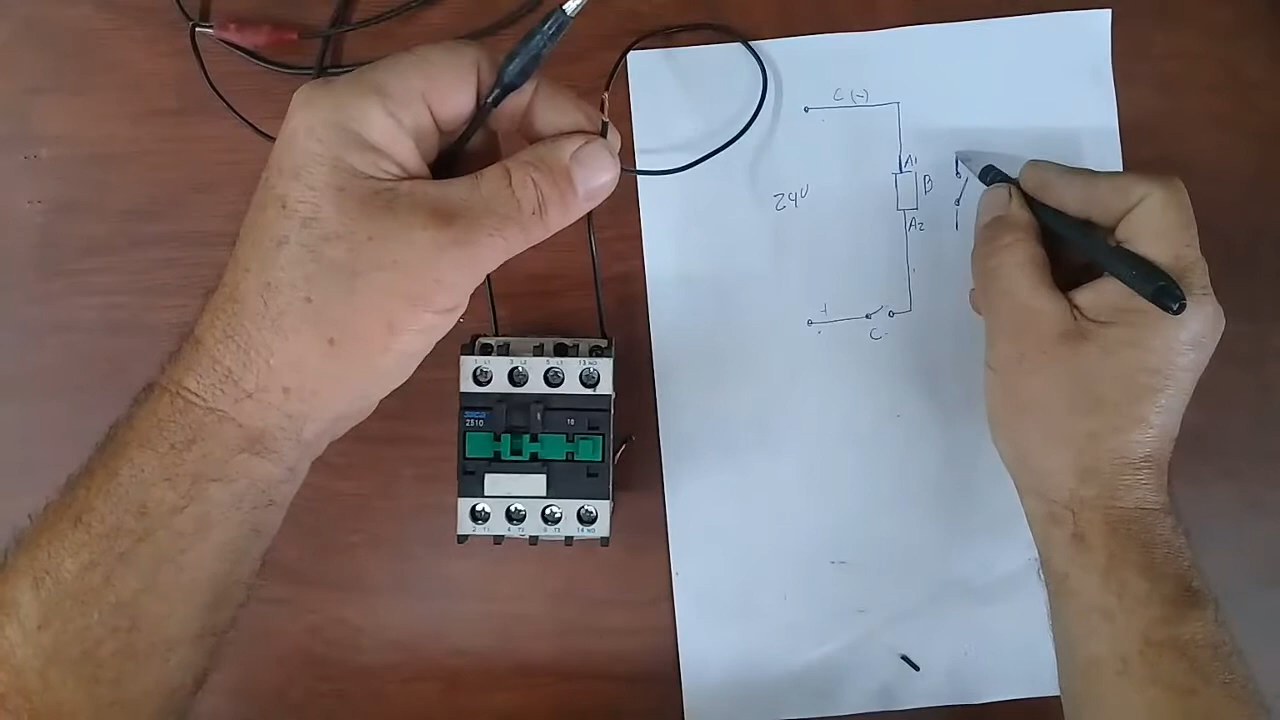 C (-)
A1
B
24V
A2
+
C
1 L1 3 L2 5 L3 13 NO
2510
2 T1 4 T2 6 T3 14 NO